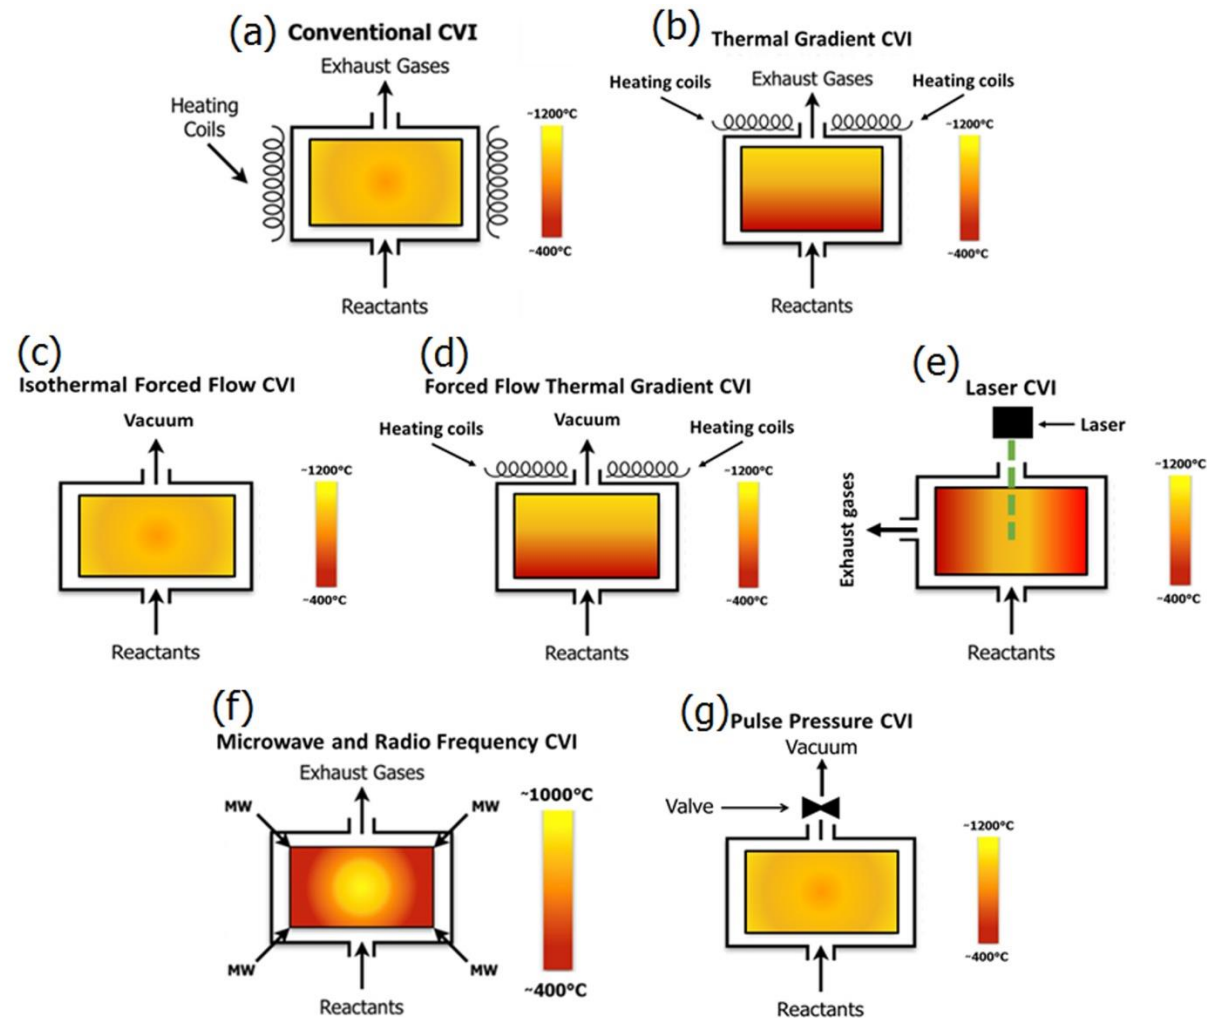 (a)
Conventional CVI
Exhaust Gases
Heating
Coils
~1200°C
~400°C
Reactants
(b)
Thermal Gradient CVI
Heating coils
Exhaust Gases
Heating coils
~1200°C
~400°C
Reactants
(c)
Isothermal Forced Flow CVI
Vacuum
~1200°C
~400°C
Reactants
(d)
Forced Flow Thermal Gradient CVI
Heating coils
Vacuum
Heating coils
~1200°C
~400°C
Reactants
(e)
Laser CVI
Laser
Exhaust gases
~1200°C
~400°C
Reactants
(f)
Microwave and Radio Frequency CVI
Exhaust Gases
MW
MW
~1000°C
MW
MW
~400°C
Reactants
(g)
Pulse Pressure CVI
Vacuum
Valve
~1200°C
~400°C
Reactants